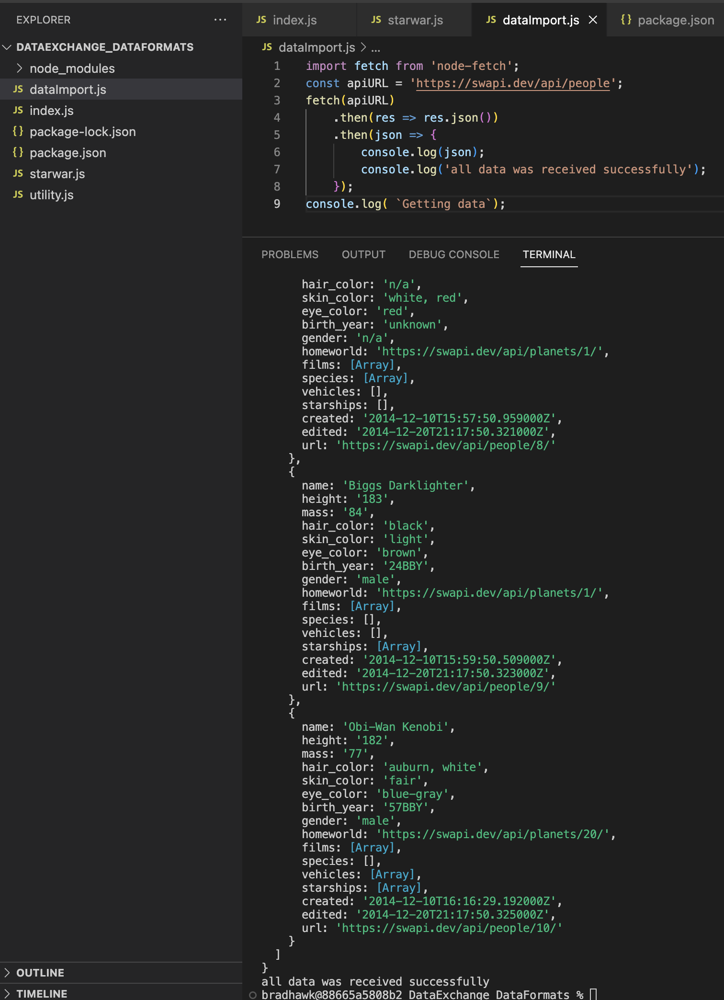 EXPLORER
DATAEXCHANGE_DATAFORMATS
node_modules
JS dataImport.js
JS index.js
{} package-lock.json
{} package.json
JS starwar.js
JS utility.js
OUTLINE
TIMELINE
JS index.js JS starwar.js JS dataImport.js {} package.json
JS dataImport.js > ...
1 import fetch from 'node-fetch';
2 const apiURL = 'https://swapi.dev/api/people';
3 fetch(apiURL)
4 .then(res => res.json())
5 .then(json => {
6 console.log(json);
7 console.log('all data was received successfully');
8 });
9 console.log( `Getting data`);
PROBLEMS OUTPUT DEBUG CONSOLE TERMINAL
hair_color: 'n/a',
skin_color: 'white, red',
eye_color: 'red',
birth_year: 'unknown',
gender: 'n/a',
homeworld: 'https://swapi.dev/api/planets/1/',
films: [Array],
species: [Array],
vehicles: [],
starships: [],
created: '2014-12-10T15:57:50.959000Z',
edited: '2014-12-20T21:17:50.321000Z',
url: 'https://swapi.dev/api/people/8/'
},
{
name: 'Biggs Darklighter',
height: '183',
mass: '84',
hair_color: 'black',
skin_color: 'light',
eye_color: 'brown',
birth_year: '24BBY',
gender: 'male',
homeworld: 'https://swapi.dev/api/planets/1/',
films: [Array],
species: [],
vehicles: [],
starships: [Array],
created: '2014-12-10T15:59:50.509000Z',
edited: '2014-12-20T21:17:50.323000Z',
url: 'https://swapi.dev/api/people/9/'
},
{
name: 'Obi-Wan Kenobi',
height: '182',
mass: '77',
hair_color: 'auburn, white',
skin_color: 'fair',
eye_color: 'blue-gray',
birth_year: '57BBY',
gender: 'male',
homeworld: 'https://swapi.dev/api/planets/20/',
films: [Array],
species: [],
vehicles: [Array],
starships: [Array],
created: '2014-12-10T16:16:29.192000Z',
edited: '2014-12-20T21:17:50.325000Z',
url: 'https://swapi.dev/api/people/10/'
}
]
}
all data was received successfully
bradhawk@88665a5808b2 DataExchange_DataFormats %